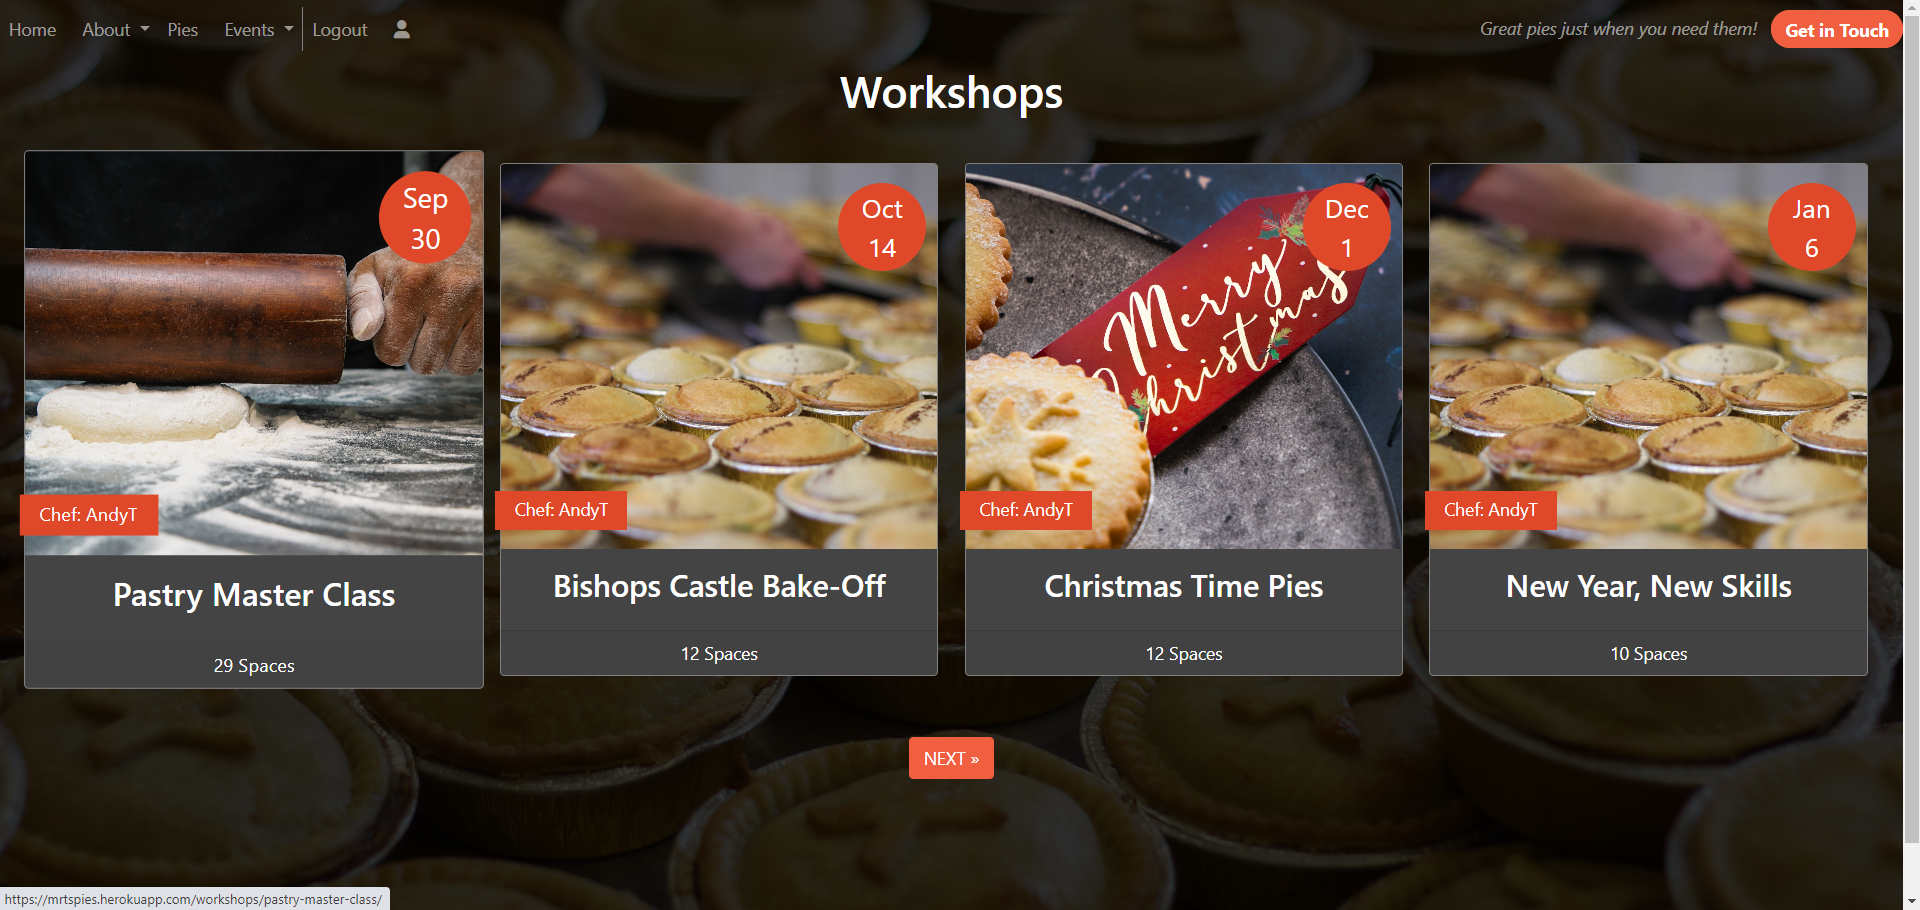 Home About Pies Events Logout Great pies just when you need them! Get in Touch
Workshops
Sep
30
Chef: AndyT
Pastry Master Class
29 Spaces
Oct
14
Chef: AndyT
Bishops Castle Bake-Off
12 Spaces
Dec
1
Merry
Christmas
Chef: AndyT
Christmas Time Pies
12 Spaces
Jan
6
Chef: AndyT
New Year, New Skills
10 Spaces
NEXT »
https://mrtspies.herokuapp.com/workshops/pastry-master-class/